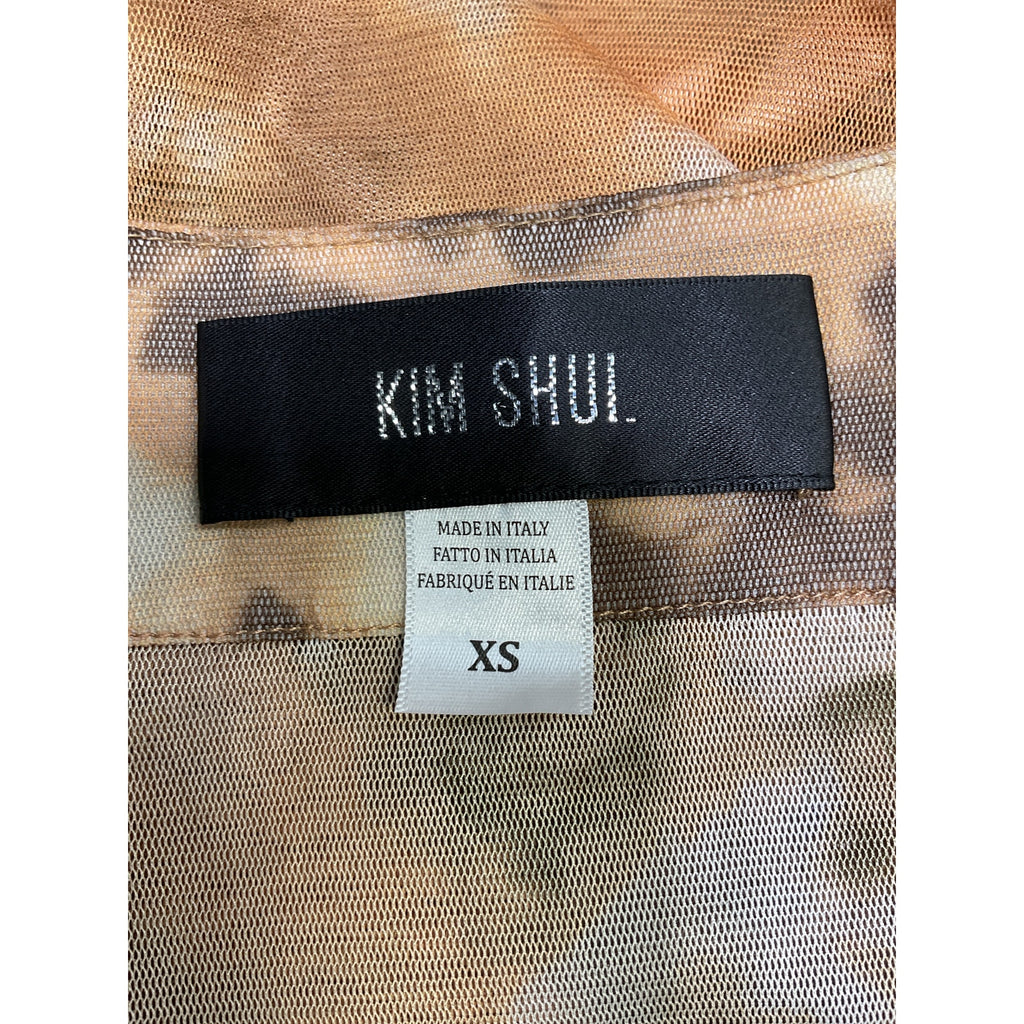 KIM SHUI
MADE IN ITALY
FATTO IN ITALIA
FABRIQUÉ EN ITALIE
XS